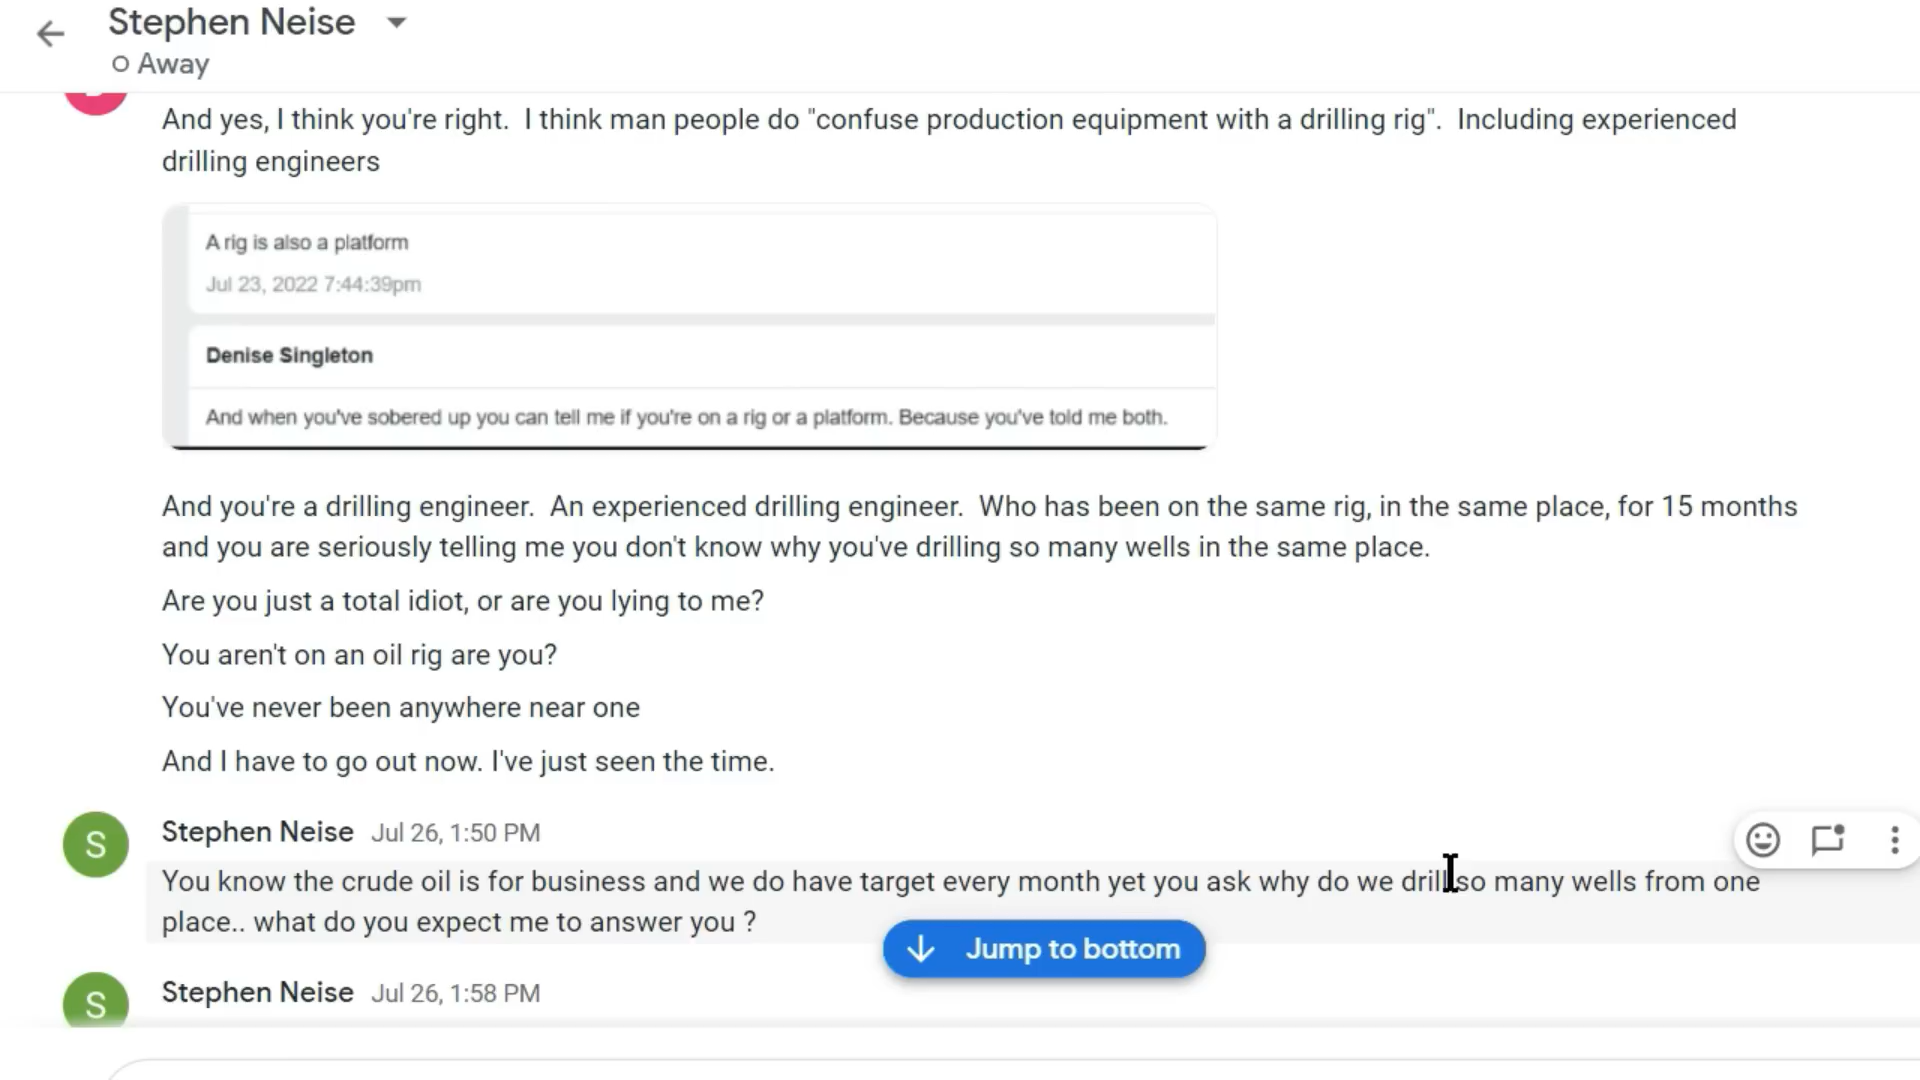 Stephen Neise
Away
And yes, I think you're right.  I think man people do "confuse production equipment with a drilling rig".  Including experienced
drilling engineers
A rig is also a platform
Jul 23, 2022 7:44:39pm
Denise Singleton
And when you've sobered up you can tell me if you're on a rig or a platform. Because you've told me both.
And you're a drilling engineer.  An experienced drilling engineer.  Who has been on the same rig, in the same place, for 15 months
and you are seriously telling me you don't know why you've drilling so many wells in the same place.
Are you just a total idiot, or are you lying to me?
You aren't on an oil rig are you?
You've never been anywhere near one
And I have to go out now. I've just seen the time.
S
Stephen Neise Jul 26, 1:50 PM
You know the crude oil is for business and we do have target every month yet you ask why do we drill so many wells from one
place.. what do you expect me to answer you ?
Jump to bottom
S
Stephen Neise Jul 26, 1:58 PM